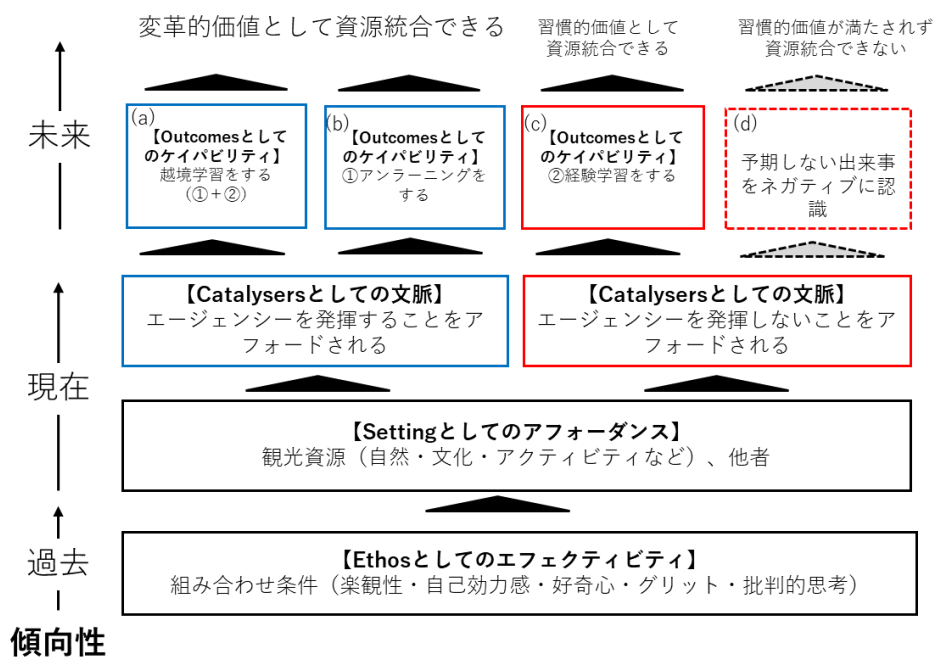 変革的価値として資源統合できる
習慣的価値として
資源統合できる
習慣的価値が満たされず
資源統合できない
未来
(a)
【Outcomesとしてのケイパビリティ】
越境学習をする
（①＋②）
(b)
【Outcomesとしてのケイパビリティ】
①アンラーニングを
する
(c)
【Outcomesとしてのケイパビリティ】
②経験学習をする
(d)
予期しない出来事
をネガティブに認
識
現在
【Catalysersとしての文脈】
エージェンシーを発揮することをア
フォードされる
【Catalysersとしての文脈】
エージェンシーを発揮しないことをア
フォードされる
【Settingとしてのアフォーダンス】
観光資源（自然・文化・アクティビティなど）、他者
過去
【Ethosとしてのエフェクティビティ】
組み合わせ条件（楽観性・自己効力感・好奇心・グリット・批判的思考）
傾向性